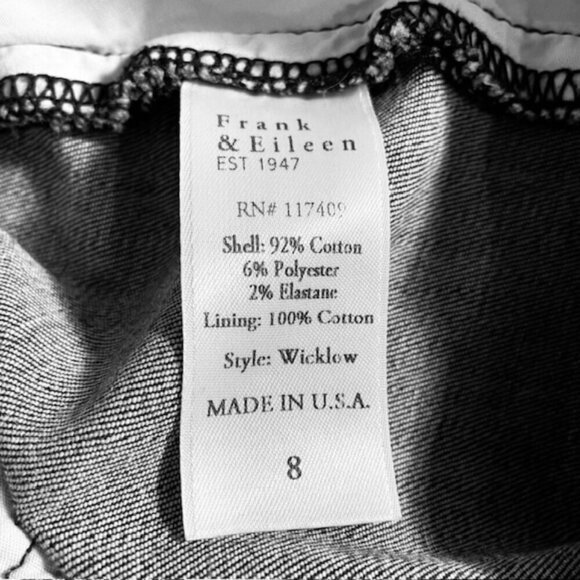 Frank
& Eileen
EST 1947
RN# 117409
Shell: 92% Cotton
6% Polyester
2% Elastane
Lining: 100% Cotton
Style: Wicklow
MADE IN U.S.A.
8